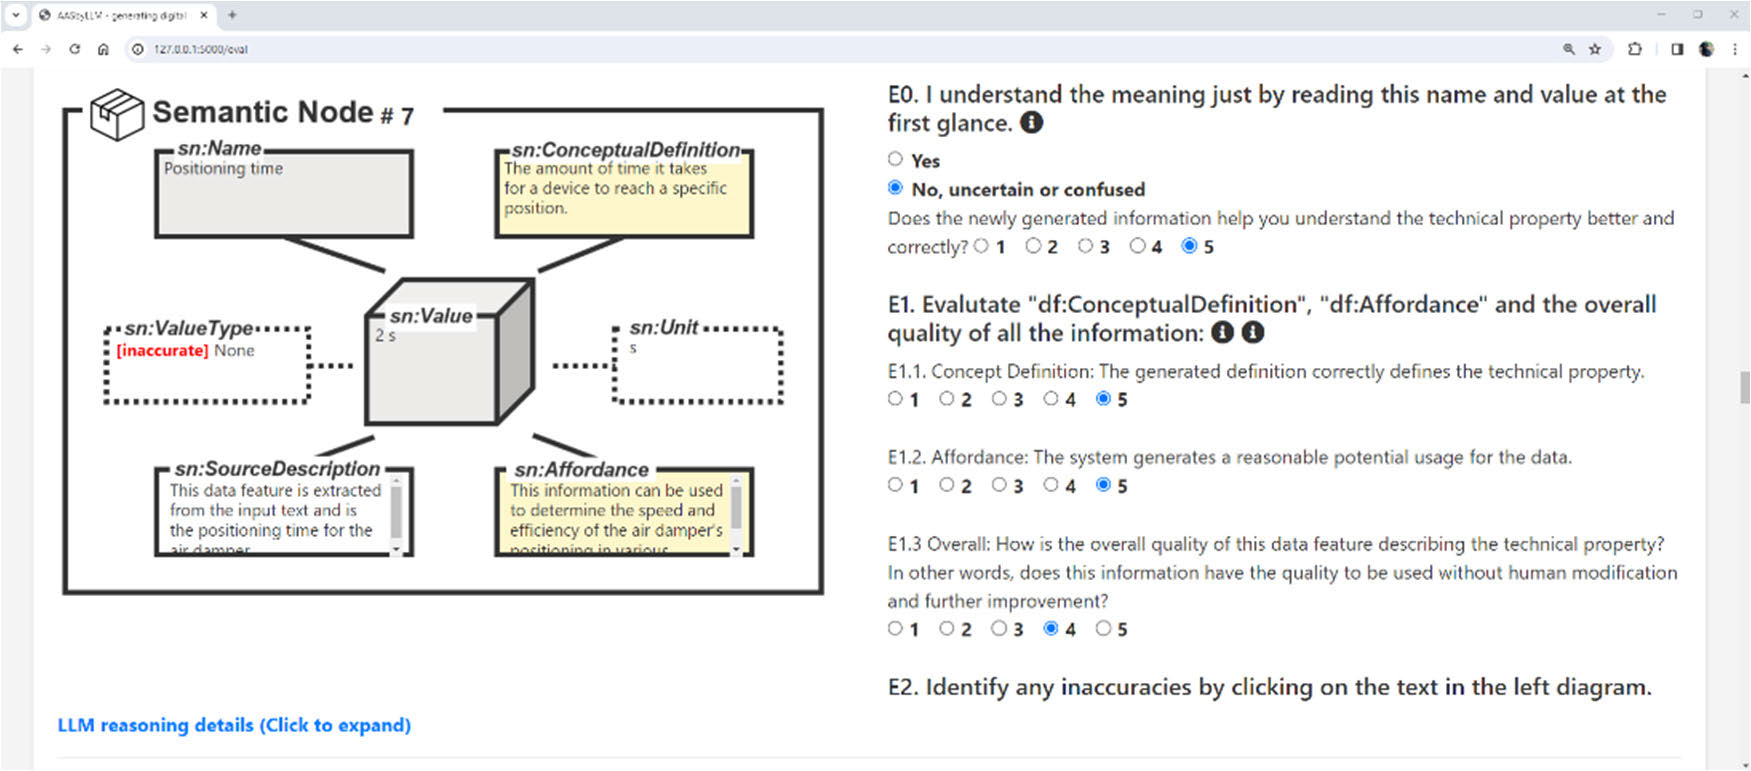 AASbyLLM - generating digital
127.0.0.1:5000/eval
Semantic Node # 7
sn:Name
Positioning time
sn:ConceptualDefinition
The amount of time it takes
for a device to reach a specific
position.
sn:ValueType
[inaccurate] None
sn:Value
2 s
sn:Unit
s
sn:SourceDescription
This data feature is extracted
from the input text and is
the positioning time for the
air damper
sn:Affordance
This information can be used
to determine the speed and
efficiency of the air damper's
positioning in various
LLM reasoning details (Click to expand)
E0. I understand the meaning just by reading this name and value at the
first glance.
Yes
No, uncertain or confused
Does the newly generated information help you understand the technical property better and
correctly? 1 2 3 4 5
E1. Evalutate "df:ConceptualDefinition", "df:Affordance" and the overall
quality of all the information:
E1.1. Concept Definition: The generated definition correctly defines the technical property.
1 2 3 4 5
E1.2. Affordance: The system generates a reasonable potential usage for the data.
1 2 3 4 5
E1.3 Overall: How is the overall quality of this data feature describing the technical property?
In other words, does this information have the quality to be used without human modification
and further improvement?
1 2 3 4 5
E2. Identify any inaccuracies by clicking on the text in the left diagram.